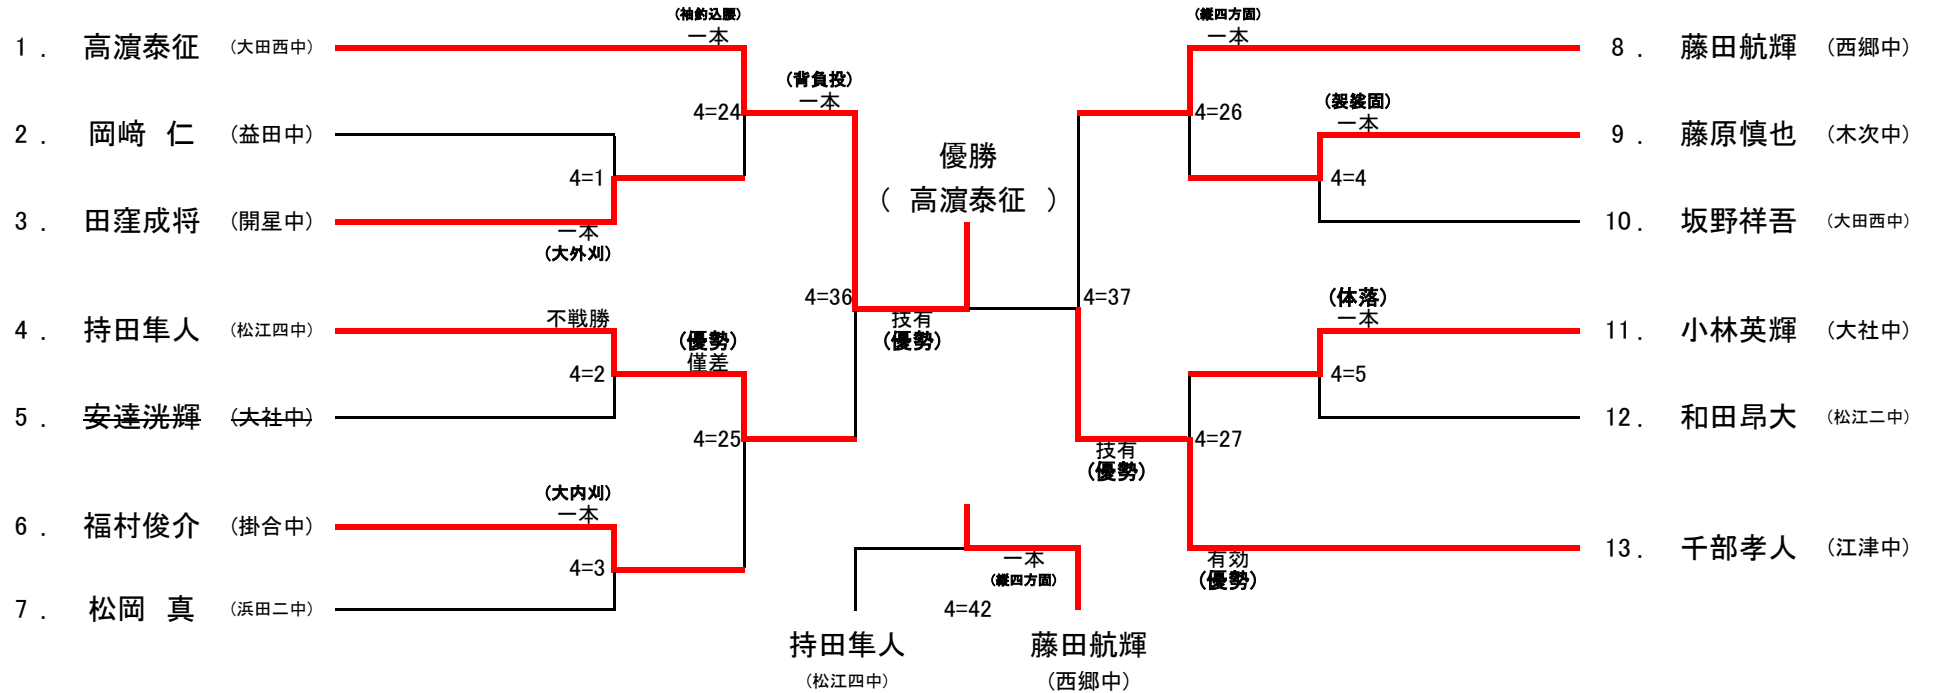 (袖釣込腰)
一本
1． 高濵泰征 （大田西中）
(背負投)
一本
4=24
2． 岡﨑 仁 （益田中）
4=1
3． 田窪成将 （開星中）
一本
(大外刈)
4=36
4． 持田隼人 （松江四中）
不戦勝
(優勢)
僅差
4=2
5． 安達洸輝 （大社中）
4=25
(大内刈)
一本
6． 福村俊介 （掛合中）
4=3
7． 松岡 真 （浜田二中）
優勝
（ 高濵泰征 ）
技有
(優勢)
(縦四方固)
一本
8． 藤田航輝 （西郷中）
4=26
(袈裟固)
一本
9． 藤原慎也 （木次中）
4=4
10． 坂野祥吾 （大田西中）
4=37
(体落)
一本
11． 小林英輝 （大社中）
4=5
12． 和田昂大 （松江二中）
4=27
技有
(優勢)
13． 千部孝人 （江津中）
有効
(優勢)
一本
(縦四方固)
4=42
持田隼人 藤田航輝
（松江四中） （西郷中）